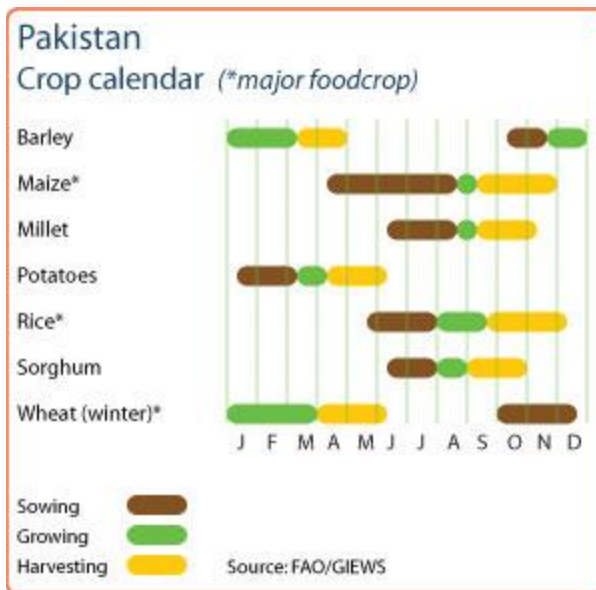 Pakistan
Crop calendar (*major foodcrop)
Barley
Maize*
Millet
Potatoes
Rice*
Sorghum
Wheat (winter)*
J F M A M J J A S O N D
Sowing
Growing
Harvesting
Source: FAO/GIEWS